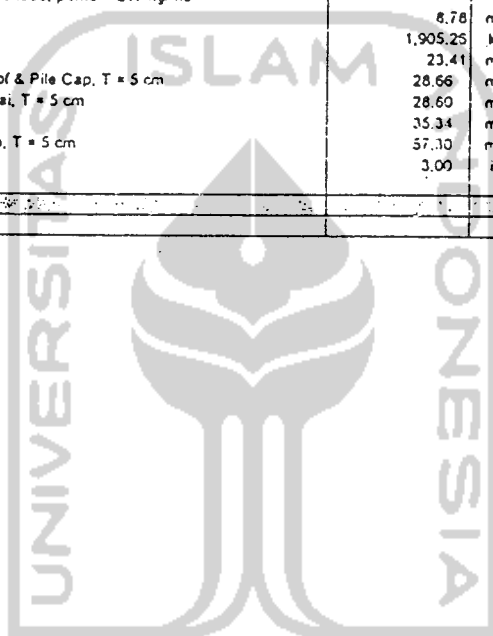 8.78 m
1,905.25
of & Pile Cap, T = 5 cm 23.41 m
28.66 m
ai, T = 5 cm 28.60 m
35.34 m
, T = 5 cm 57.30 m
3.00
ISLAM
UNIVERSITAS
INDONESIA